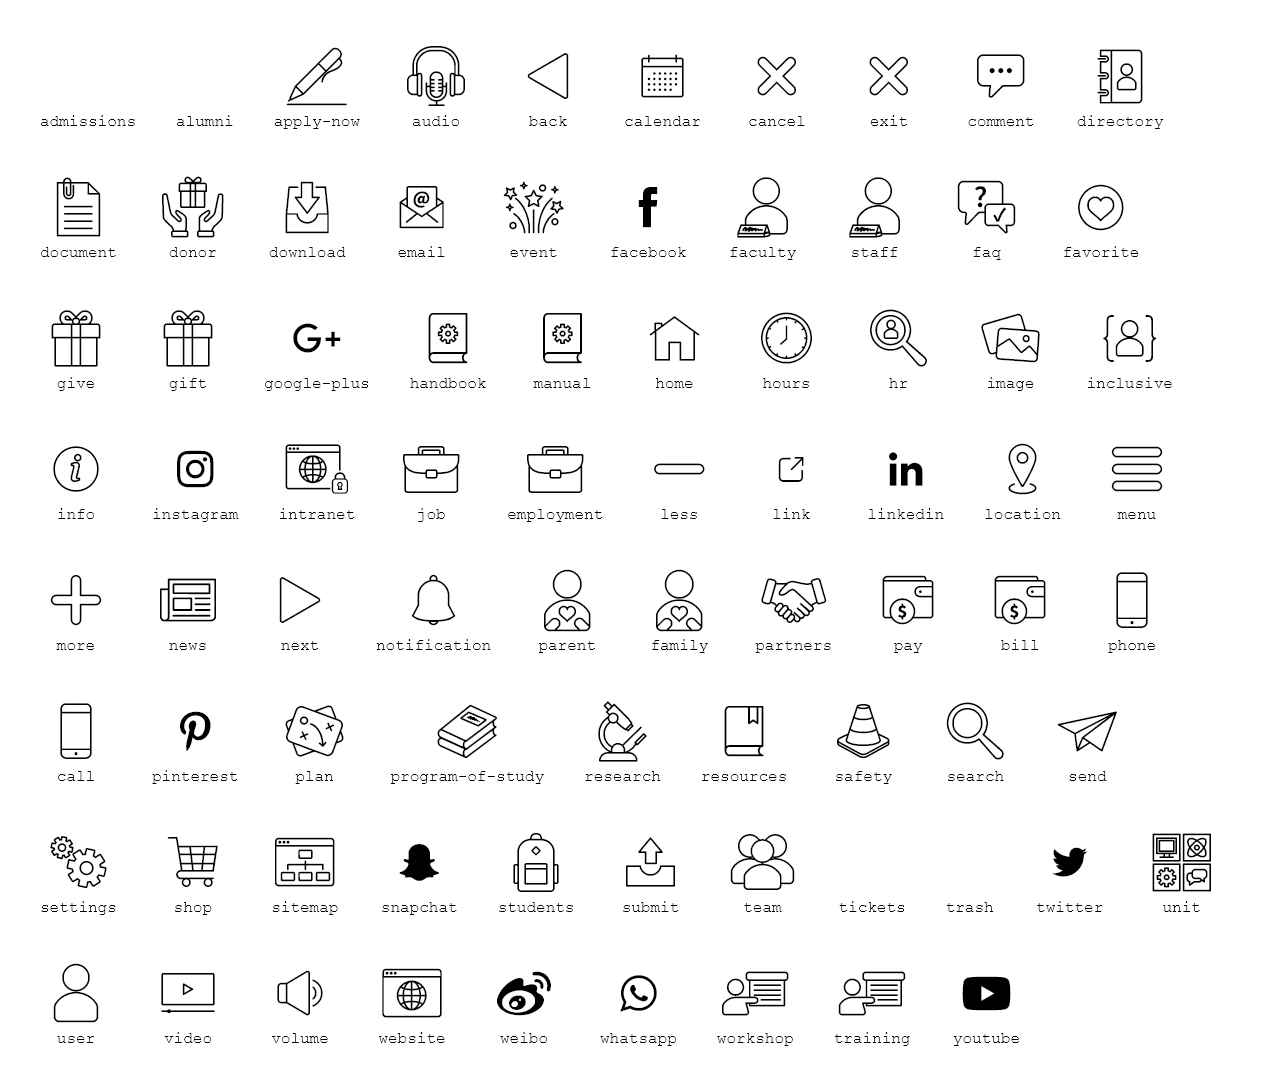 admissions alumni apply-now audio back calendar cancel exit comment directory
@
?
document donor download email event facebook faculty staff faq favorite
G+
give gift google-plus handbook manual home hours hr image inclusive
i in
info instagram intranet job employment less link linkedin location menu
$ $
more news next notification parent family partners pay bill phone
call pinterest plan program-of-study research resources safety search send
settings shop sitemap snapchat students submit team tickets trash twitter unit
user video volume website weibo whatsapp workshop training youtube